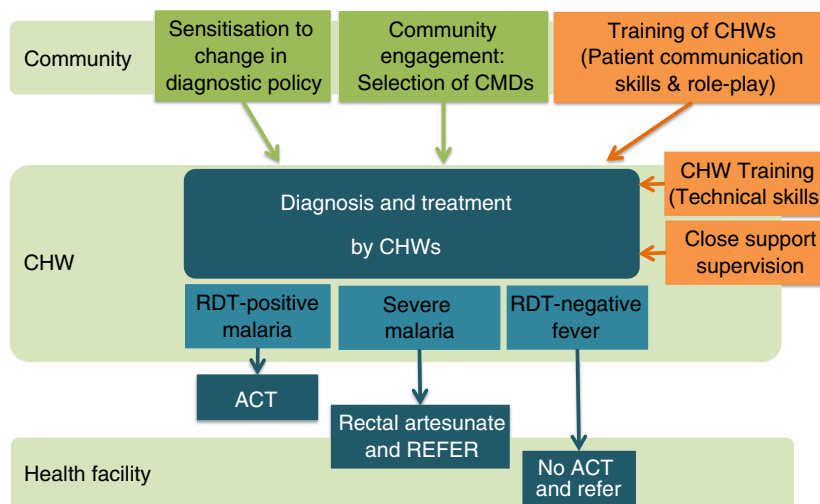 Community
Sensitisation to
change in
diagnostic policy
Community
engagement:
Selection of CMDs
Training of CHWs
(Patient communication
skills & role-play)
CHW
Diagnosis and treatment
by CHWs
CHW Training
(Technical skills
Close support
supervision
RDT-positive
malaria
Severe
malaria
RDT-negative
fever
ACT
Rectal artesunate
and REFER
Health facility
No ACT
and refer